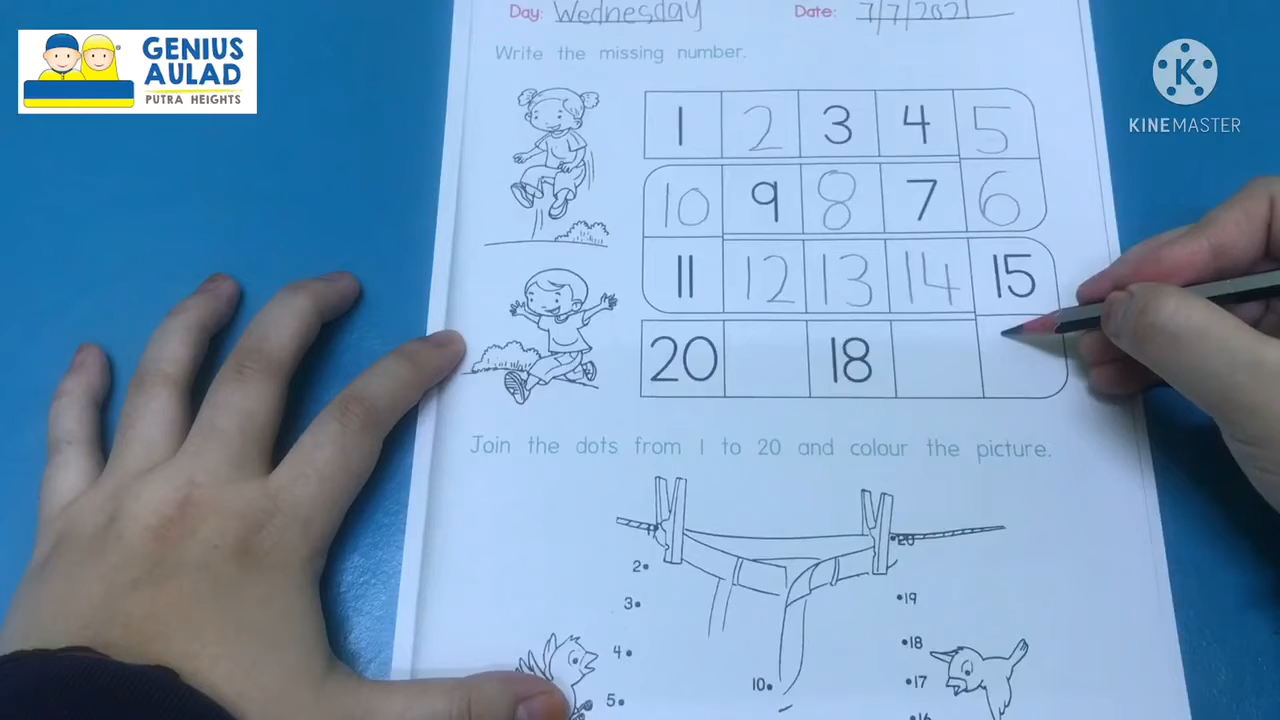 GENIUS
AULAD
PUTRA HEIGHTS
KINEMASTER
Day: Wednesday Date: 7/7/2021
Write the missing number.
1 2 3 4 5
10 9 8 7 6
11 12 13 14 15
20 18
Join the dots from 1 to 20 and colour the picture.
20
2
3
19
4
18
10
17
5
16